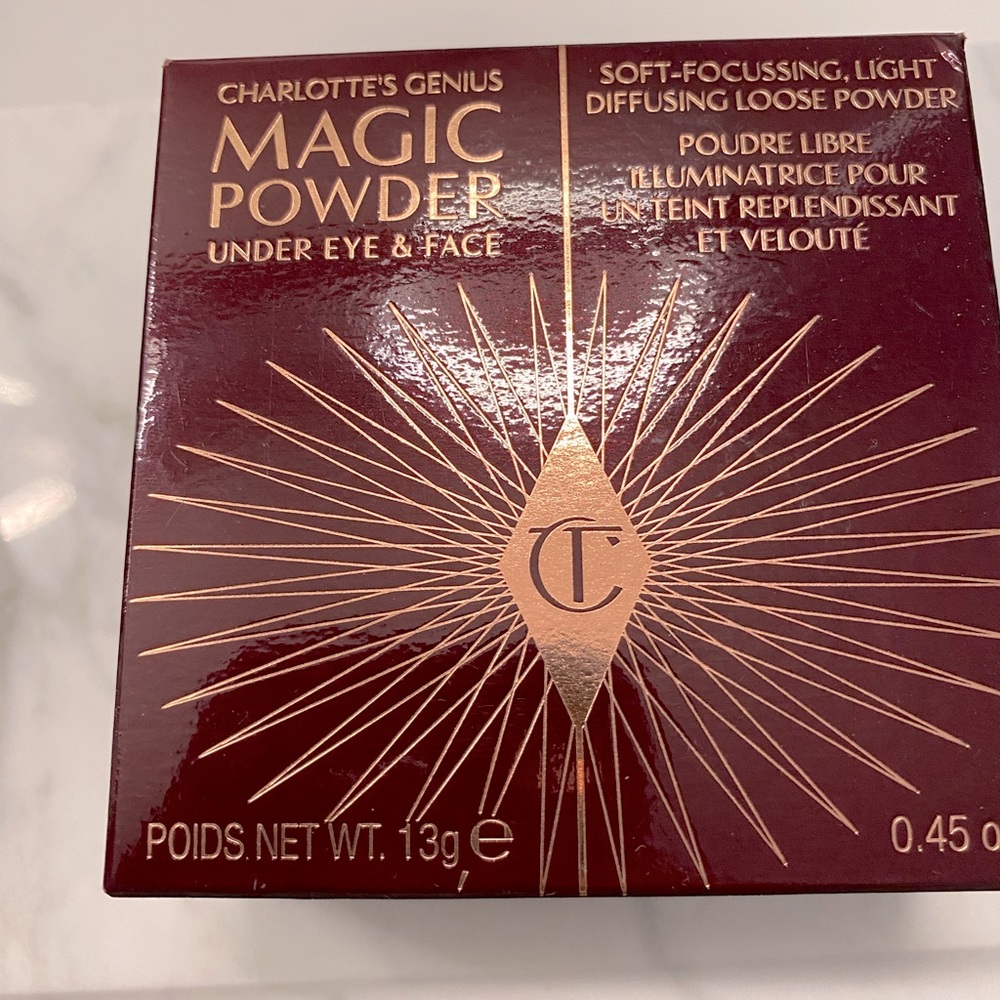 CHARLOTTE'S GENIUS
MAGIC
POWDER
UNDER EYE & FACE
SOFT-FOCUSSING, LIGHT
DIFFUSING LOOSE POWDER
POUDRE LIBRE
ILLUMINATRICE POUR
UN TEINT REPLENDISSANT
ET VELOUTÉ
CT
POIDS NET WT. 13g e
0.45 o